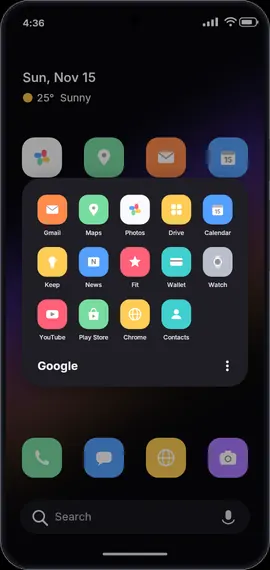 4:36
Sun, Nov 15
25° Sunny
15
15
Gmail Maps Photos Drive Calendar
N
Keep News Fit Wallet Watch
YouTube Play Store Chrome Contacts
Google
Search